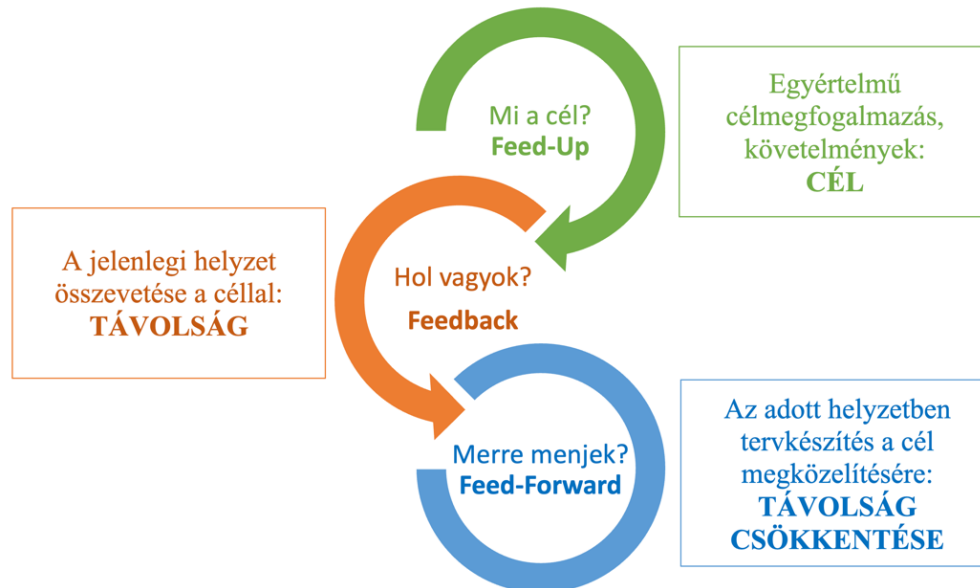 Mi a cél?
Feed-Up
Egyértelmű
célmegfogalmazás,
követelmények:
CÉL
A jelenlegi helyzet
összevetése a céllal:
TÁVOLSÁG
Hol vagyok?
Feedback
Merre menjek?
Feed-Forward
Az adott helyzetben
tervkészítés a cél
megközelítésére:
TÁVOLSÁG
CSÖKKENTÉSE